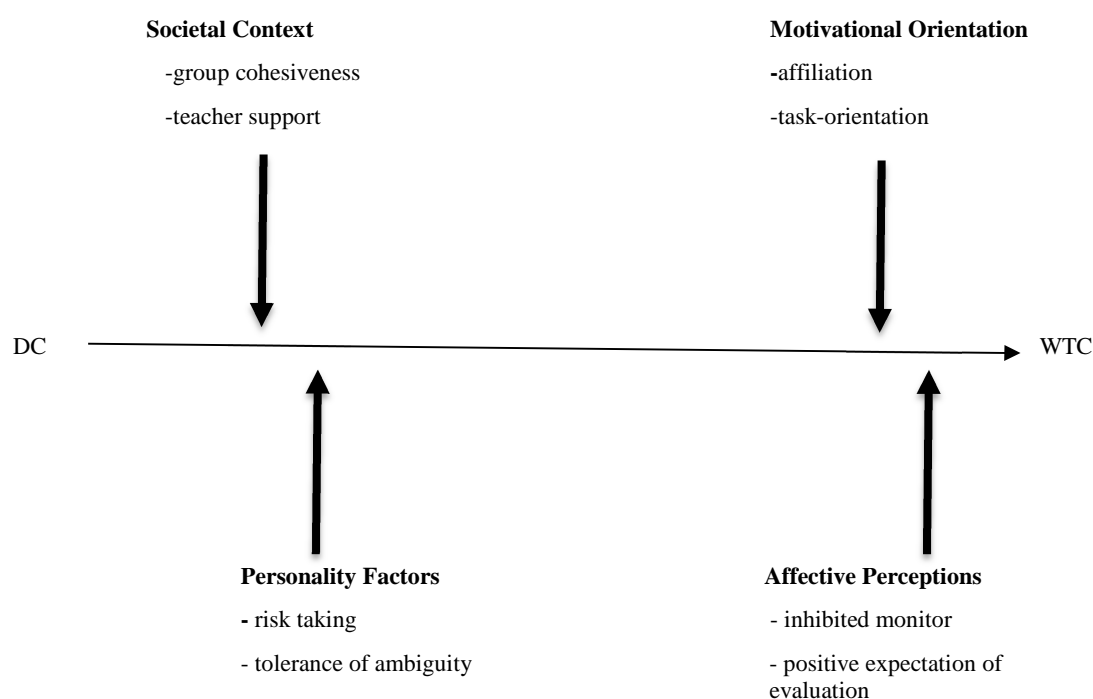 Societal Context
-group cohesiveness
-teacher support
Motivational Orientation
-affiliation
-task-orientation
DC
WTC
Personality Factors
- risk taking
- tolerance of ambiguity
Affective Perceptions
- inhibited monitor
- positive expectation of
evaluation